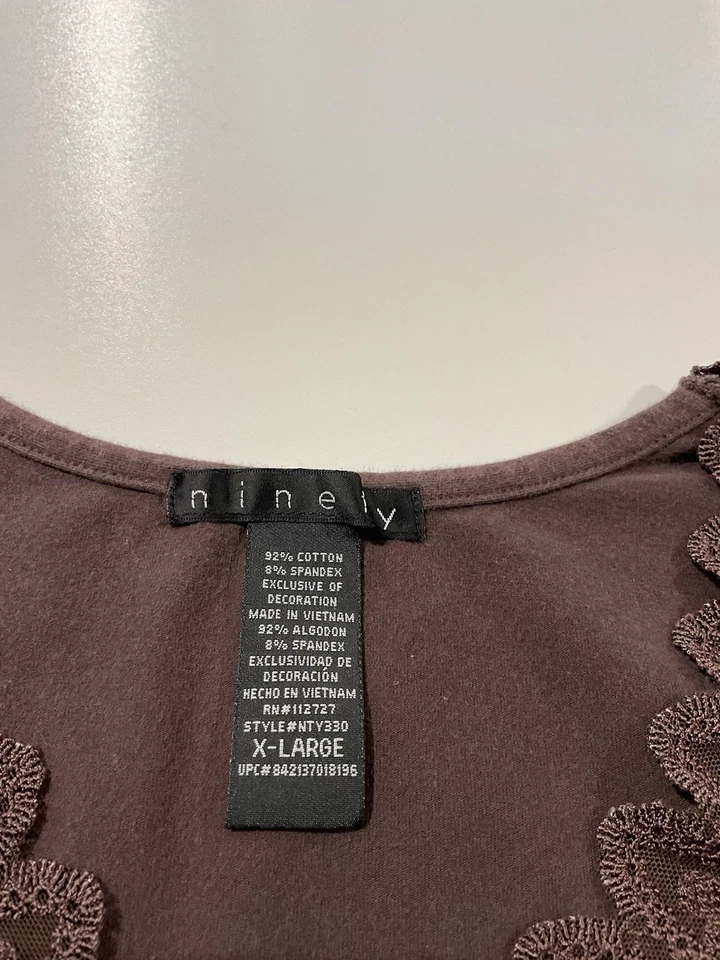 ninety
92% COTTON
8% SPANDEX
EXCLUSIVE OF
DECORATION
MADE IN VIETNAM
92% ALGODON
8% SPANDEX
EXCLUSIVIDAD DE
DECORACIÓN
HECHO EN VIETNAM
RN#112727
STYLE#NTY330
X-LARGE
UPC#842137018196